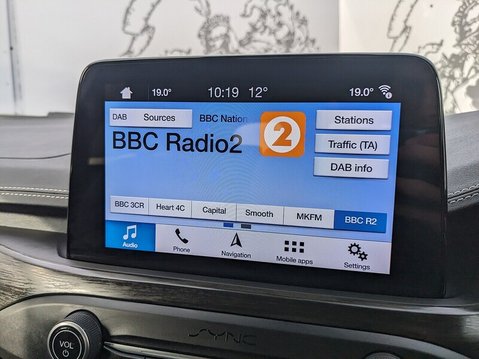 19.0° 10:19 12° 19.0°
DAB Sources BBC Nation
Stations
BBC Radio2
2
Traffic (TA)
DAB info
BBC 3CR Heart 4C Capital Smooth MKFM BBC R2
Audio Phone Navigation Mobile apps Settings
SYNC
VOL